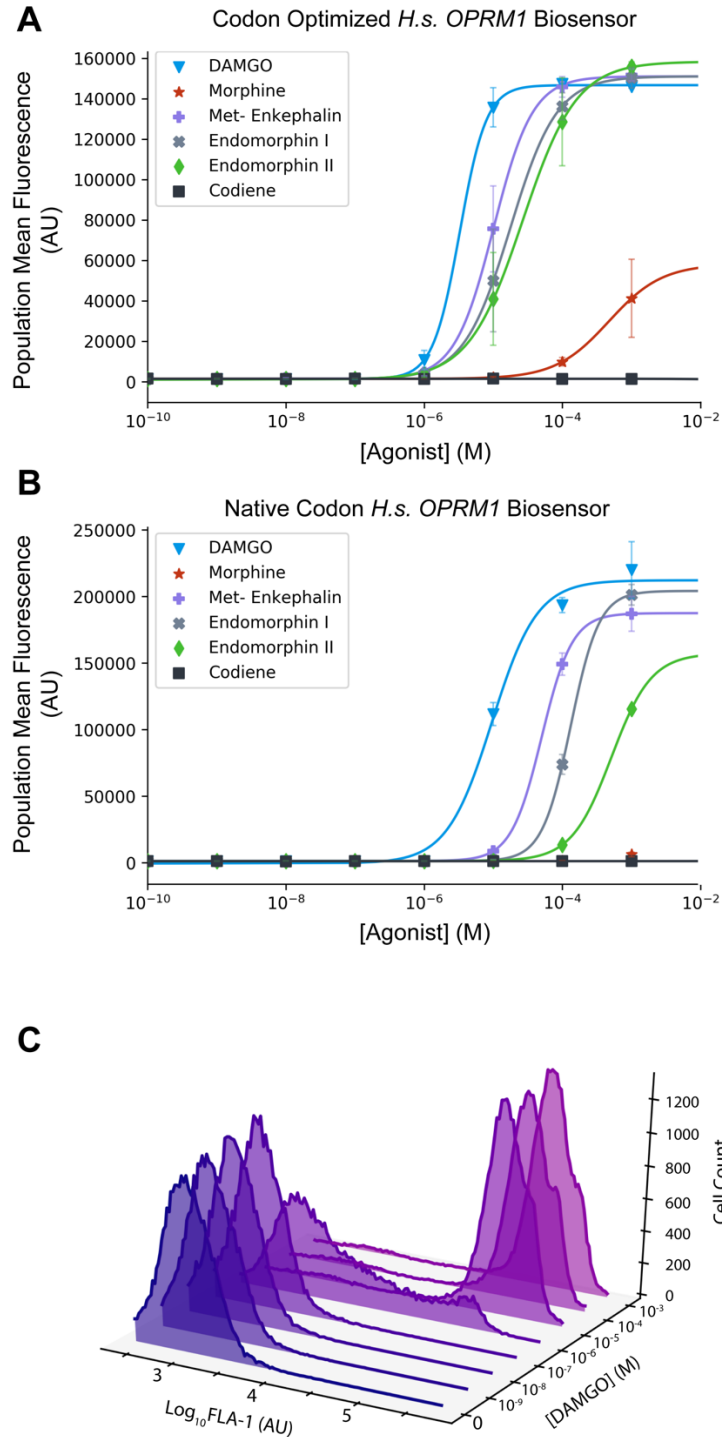 A
Codon Optimized H.s. OPRM1 Biosensor
160000
140000
120000
100000
80000
60000
40000
20000
0
Population Mean Fluorescence
(AU)
DAMGO
Morphine
Met- Enkephalin
Endomorphin I
Endomorphin II
Codiene
10⁻¹⁰
10⁻⁸
10⁻⁶
10⁻⁴
10⁻²
[Agonist] (M)
B
Native Codon H.s. OPRM1 Biosensor
250000
200000
150000
100000
50000
0
Population Mean Fluorescence
(AU)
DAMGO
Morphine
Met- Enkephalin
Endomorphin I
Endomorphin II
Codiene
10⁻¹⁰
10⁻⁸
10⁻⁶
10⁻⁴
10⁻²
[Agonist] (M)
C
1200
1000
800
600
400
200
0
Cell Count
3
4
5
Log₁₀FLA-1 (AU)
0
10⁻⁹
10⁻⁸
10⁻⁷
10⁻⁶
10⁻⁵
10⁻⁴
10⁻³
[DAMGO] (M)